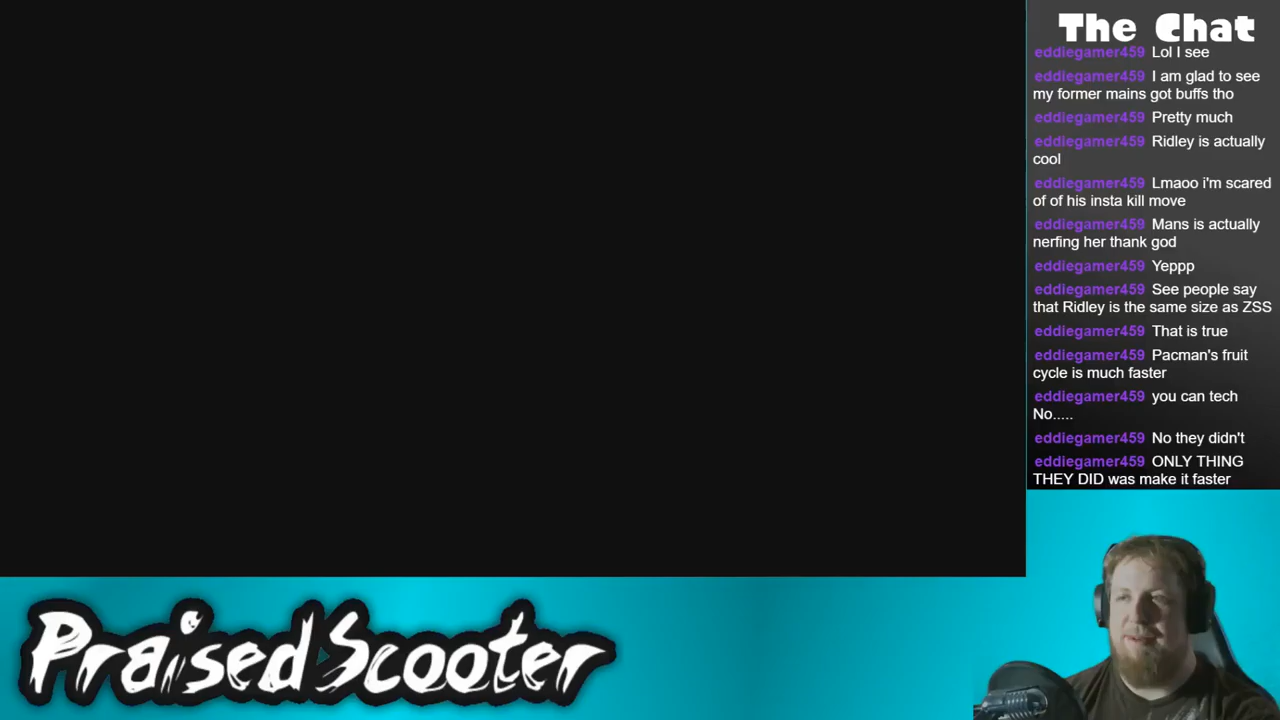 The Chat
eddiegamer459 Lol I see
eddiegamer459 I am glad to see
my former mains got buffs tho
eddiegamer459 Pretty much
eddiegamer459 Ridley is actually
cool
eddiegamer459 Lmaoo i'm scared
of of his insta kill move
eddiegamer459 Mans is actually
nerfing her thank god
eddiegamer459 Yeppp
eddiegamer459 See people say
that Ridley is the same size as ZSS
eddiegamer459 That is true
eddiegamer459 Pacman's fruit
cycle is much faster
eddiegamer459 you can tech
No.....
eddiegamer459 No they didn't
eddiegamer459 ONLY THING
THEY DID was make it faster
PraisedScooter